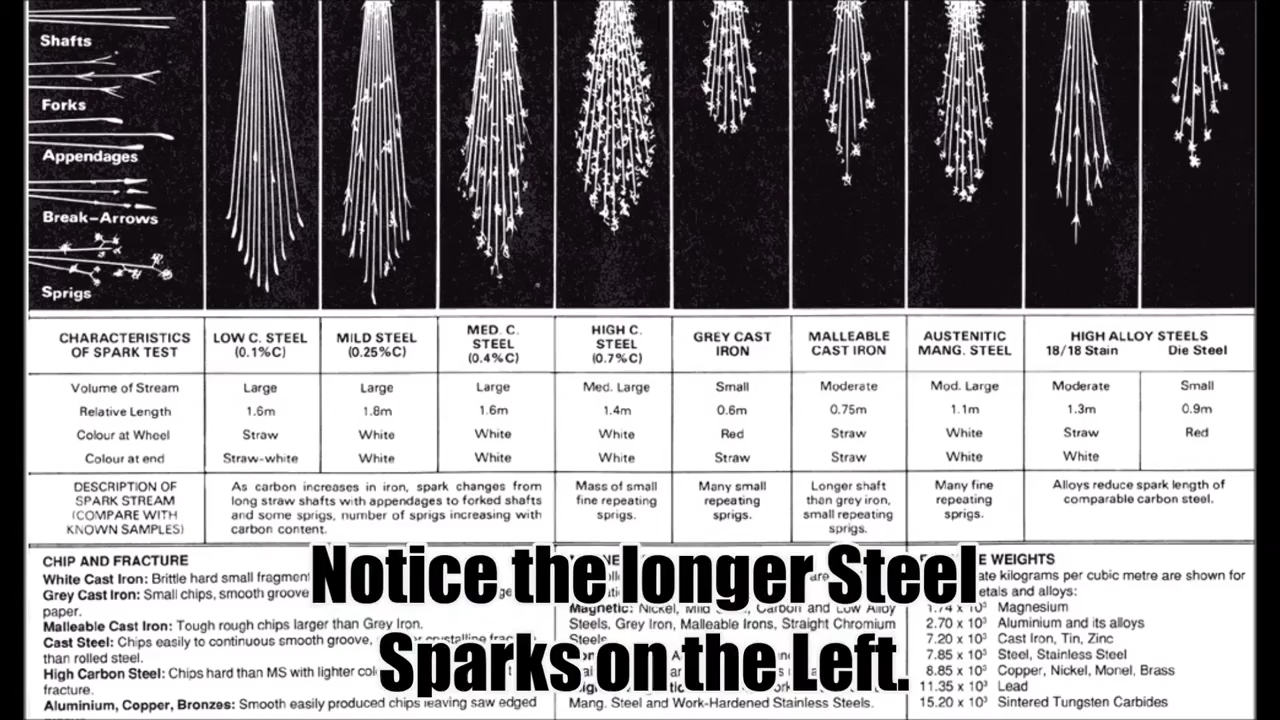 Shafts
Forks
Appendages
Break-Arrows
Sprigs
CHARACTERISTICS OF SPARK TEST
LOW C. STEEL (0.1%C)
MILD STEEL (0.25%C)
MED. C. STEEL (0.4%C)
HIGH C. STEEL (0.7%C)
GREY CAST IRON
MALLEABLE CAST IRON
AUSTENITIC MANG. STEEL
HIGH ALLOY STEELS
18/18 Stain Die Steel
Volume of Stream Large Large Large Med. Large Small Moderate Mod. Large Moderate Small
Relative Length 1.6m 1.8m 1.6m 1.4m 0.6m 0.75m 1.1m 1.3m 0.9m
Colour at Wheel Straw White White White Red Straw White Straw Red
Colour at end Straw-white White White White Straw Straw White White
DESCRIPTION OF
SPARK STREAM
(COMPARE WITH
KNOWN SAMPLES)
As carbon increases in iron, spark changes from
long straw shafts with appendages to forked shafts
and some sprigs, number of sprigs increasing with
carbon content.
Mass of small
fine repeating
sprigs.
Many small
repeating
sprigs.
Longer shaft
than grey iron,
small repeating
sprigs.
Many fine
repeating
sprigs.
Alloys reduce spark length of
comparable carbon steel.
CHIP AND FRACTURE
White Cast Iron: Brittle hard small
Grey Cast Iron: Small chips, smooth groove
paper.
Malleable Cast Iron: Tough rough chips larger than Grey Iron.
Cast Steel: Chips easily to continuous smooth groove,
than rolled steel.
High Carbon Steel: Chips hard than MS with lighter
fracture.
Aluminium, Copper, Bronzes: Smooth easily produced chips leaving saw edged
Magnetic: Nickel, Mild Carbon and Low Alloy
Steels, Grey Iron, Malleable Irons, Straight Chromium
Steels
Mang. Steel and Work-Hardened Stainless Steels.
WEIGHTS
kilograms per cubic metre are shown for
metals and alloys:
1.74 x 10³ Magnesium
2.70 x 10³ Aluminium and its alloys
7.20 x 10³ Cast Iron, Tin, Zinc
7.85 x 10³ Steel, Stainless Steel
8.85 x 10³ Copper, Nickel, Monel, Brass
11.35 x 10³ Lead
15.20 x 10³ Sintered Tungsten Carbides
Notice the longer Steel
Sparks on the Left.